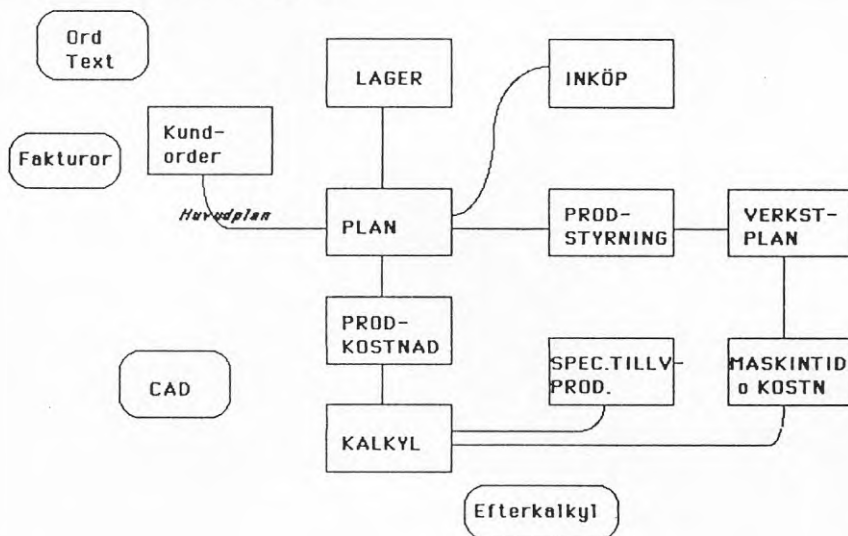 Ord
Text
LAGER
INKÖP
Kund-
order
Fakturor
Huvudplan
PLAN
PROD-
STYRNING
VERKST-
PLAN
PROD-
KOSTNAD
SPEC.TILLV-
PROD.
MASKINTID
o KOSTN
CAD
KALKYL
Efterkalkyl